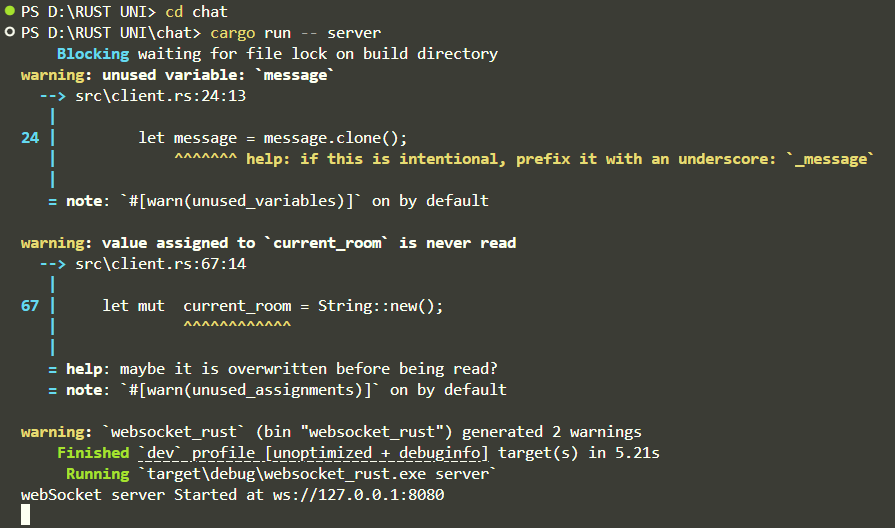 PS D:\RUST UNI> cd chat
PS D:\RUST UNI\chat> cargo run -- server
    Blocking waiting for file lock on build directory
warning: unused variable: `message`
  --> src\client.rs:24:13
   |
24 |         let message = message.clone();
   |             ^^^^^^^ help: if this is intentional, prefix it with an underscore: `_message`
   |
   = note: `#[warn(unused_variables)]` on by default

warning: value assigned to `current_room` is never read
  --> src\client.rs:67:14
   |
67 |     let mut  current_room = String::new();
   |              ^^^^^^^^^^^^
   |
   = help: maybe it is overwritten before being read?
   = note: `#[warn(unused_assignments)]` on by default

warning: `websocket_rust` (bin "websocket_rust") generated 2 warnings
    Finished `dev` profile [unoptimized + debuginfo] target(s) in 5.21s
     Running `target\debug\websocket_rust.exe server`
webSocket server Started at ws://127.0.0.1:8080